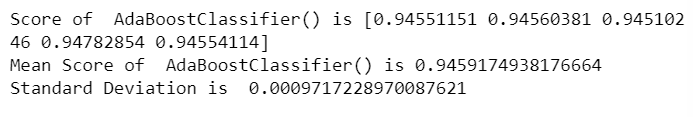 Score of  AdaBoostClassifier() is [0.94551151 0.94560381 0.945102
46 0.94782854 0.94554114]
Mean Score of  AdaBoostClassifier() is 0.9459174938176664
Standard Deviation is  0.0009717228970087621